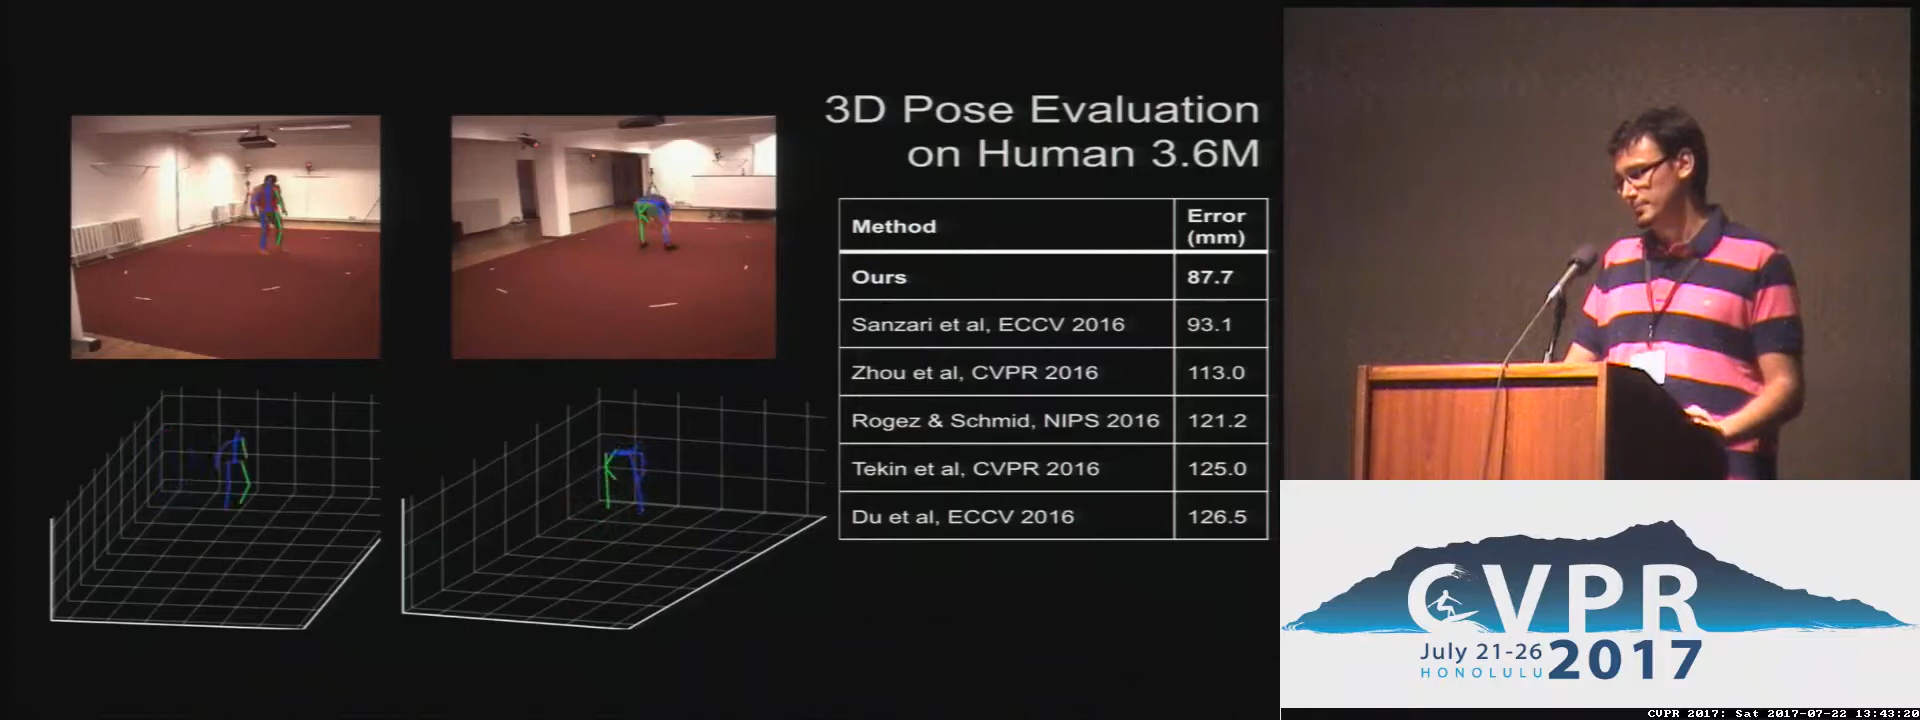 3D Pose Evaluation
on Human 3.6M
Method Error (mm)
Ours 87.7
Sanzari et al, ECCV 2016 93.1
Zhou et al, CVPR 2016 113.0
Rogez & Schmid, NIPS 2016 121.2
Tekin et al, CVPR 2016 125.0
Du et al, ECCV 2016 126.5
CVPR
July 21-26
HONOLULU
2017
CVPR 2017: Sat 2017-07-22 13:43:20